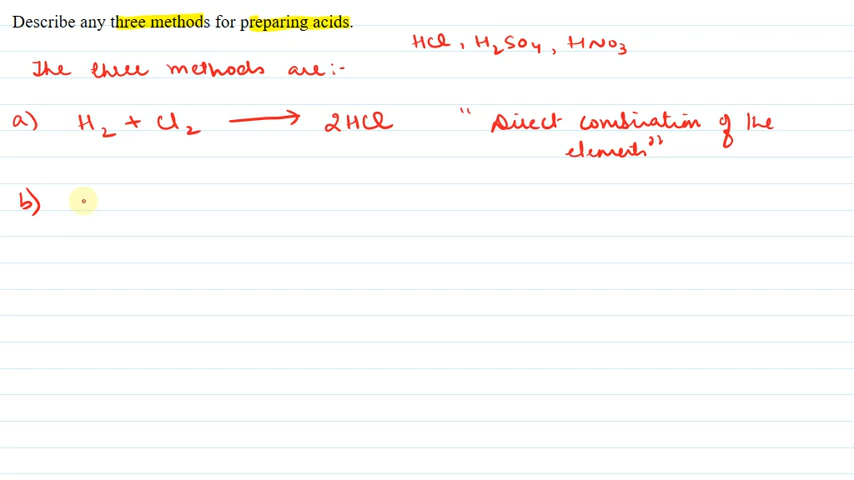 Describe any three methods for preparing acids.
HCl, H₂SO₄, HNO₃
The three methods are:-
a) H₂ + Cl₂ ⟶ 2HCl " Direct combination of the
elements"
b)